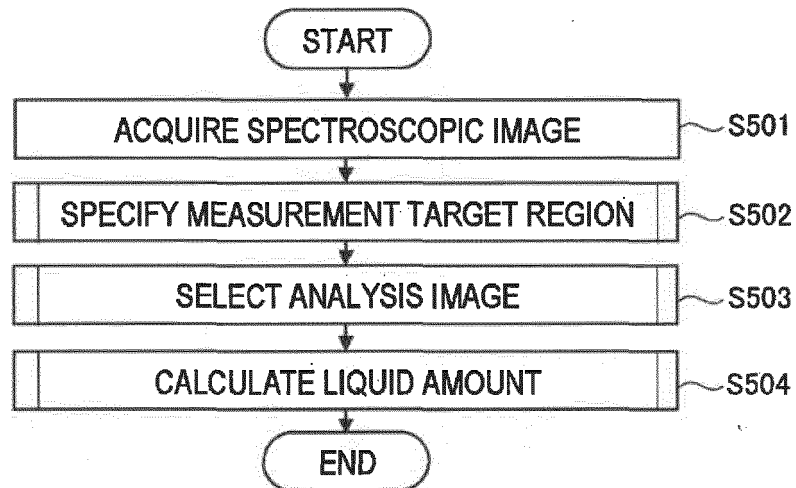 START
ACQUIRE SPECTROSCOPIC IMAGE
S501
SPECIFY MEASUREMENT TARGET REGION
S502
SELECT ANALYSIS IMAGE
S503
CALCULATE LIQUID AMOUNT
S504
END